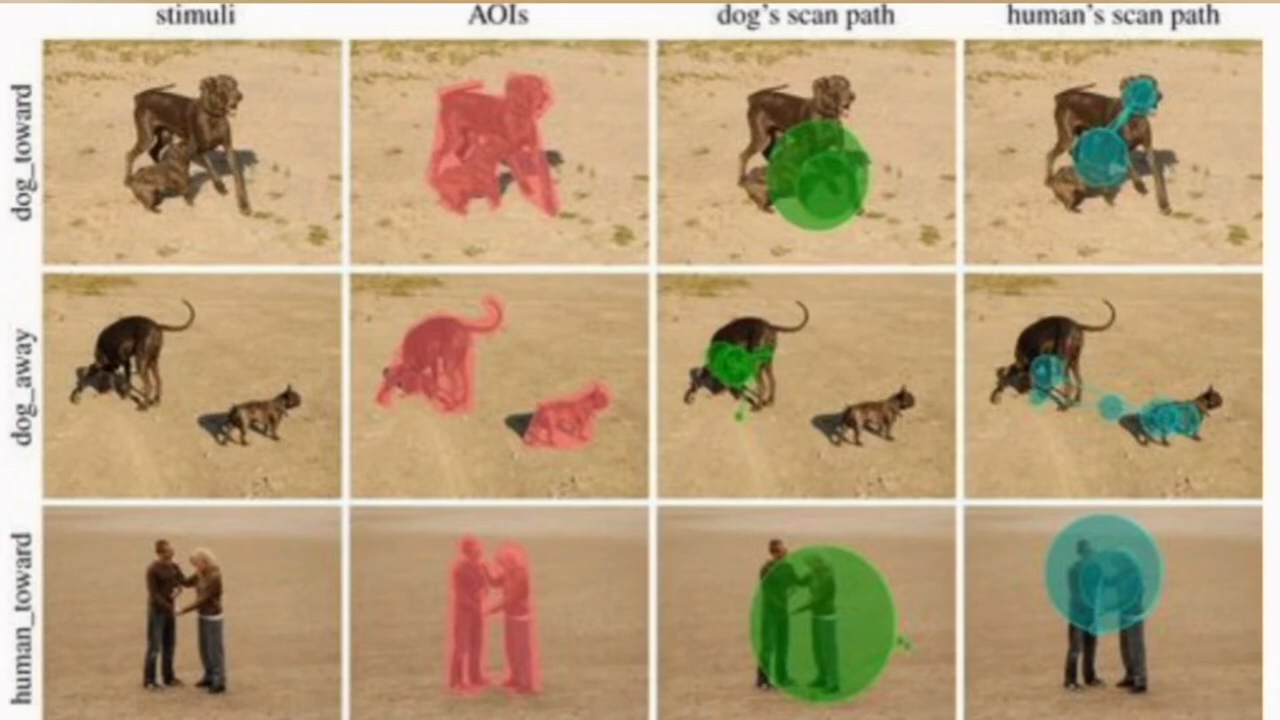 stimuli
AOIs
dog's scan path
human's scan path
dog_toward
dog_away
human_toward